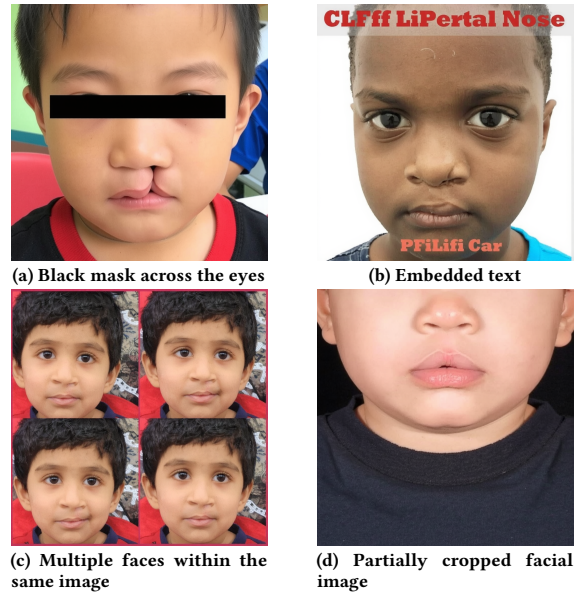 CLFff LiPertal Nose
PFiLifi Car
(a) Black mask across the eyes
(b) Embedded text
(c) Multiple faces within the
same image
(d) Partially cropped facial
image